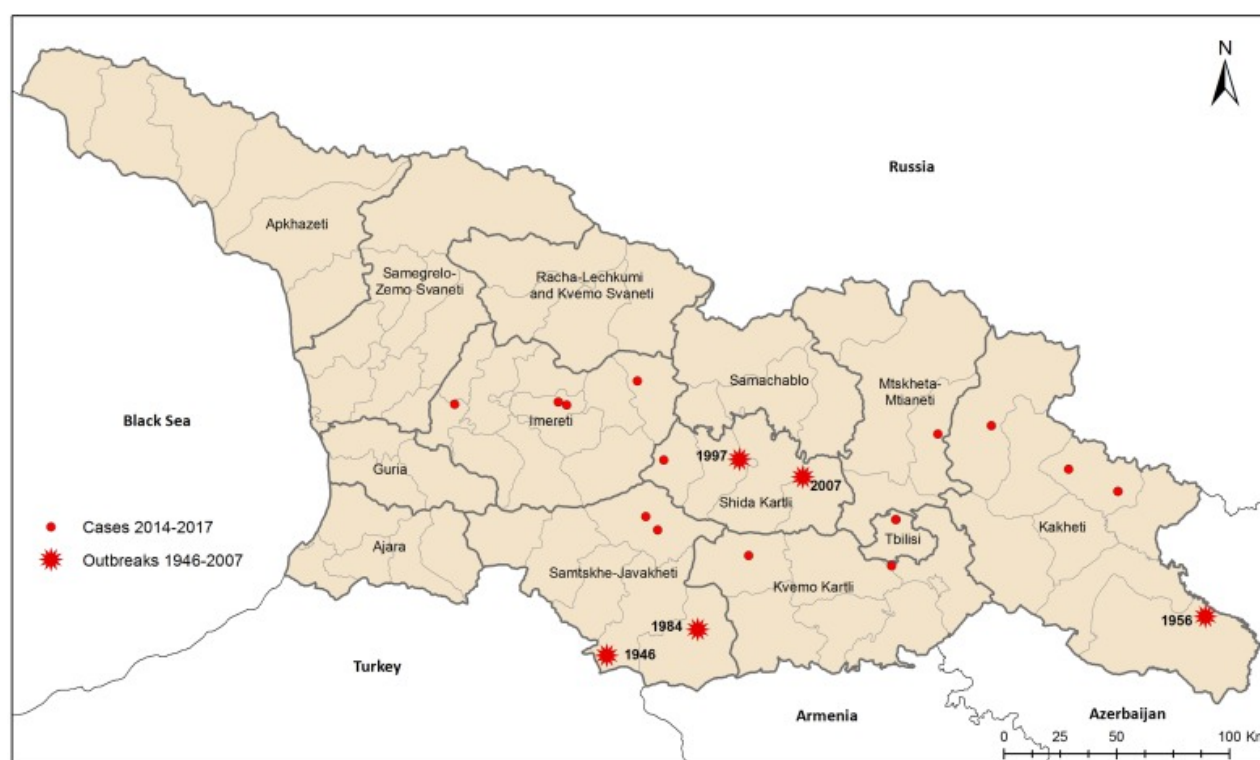 N
Russia
Apkhazeti
Samegrelo-
Zemo Svaneti
Racha-Lechkumi
and Kvemo Svaneti
Samachablo
Mtskheta-
Mtianeti
Black Sea
Imereti
1997
Guria
2007
Shida Kartli
Cases 2014-2017
Kakheti
Tbilisi
Ajara
Outbreaks 1946-2007
Samtskhe-Javakheti
Kvemo Kartli
1956
1984
1946
Turkey
Armenia
Azerbaijan
0 25 50 100 Km